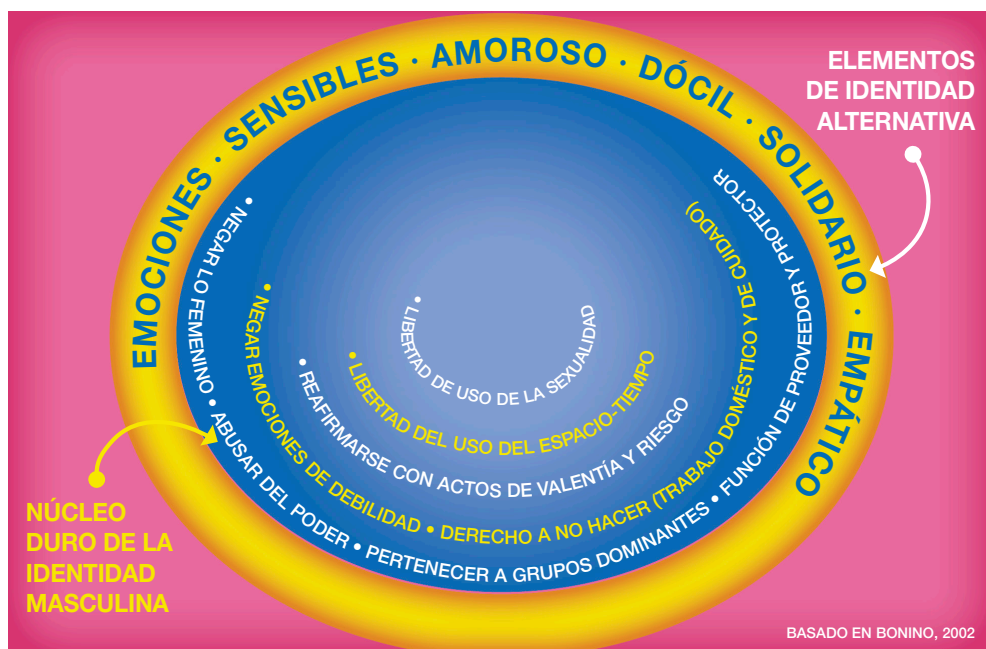 EMOCIONES · SENSIBLES · AMOROSO · DÓCIL · SOLIDARIO · EMPÁTICO
ELEMENTOS
DE IDENTIDAD
ALTERNATIVA
• NEGAR LO FEMENINO • ABUSAR DEL PODER • PERTENECER A GRUPOS DOMINANTES • FUNCIÓN DE PROVEEDOR Y PROTECTOR
• NEGAR EMOCIONES DE DEBILIDAD • DERECHO A NO HACER (TRABAJO DOMÉSTICO Y DE CUIDADO)
• REAFIRMARSE CON ACTOS DE VALENTÍA Y RIESGO
• LIBERTAD DEL USO DEL ESPACIO-TIEMPO
• LIBERTAD DE USO DE LA SEXUALIDAD
NÚCLEO
DURO DE LA
IDENTIDAD
MASCULINA
BASADO EN BONINO, 2002